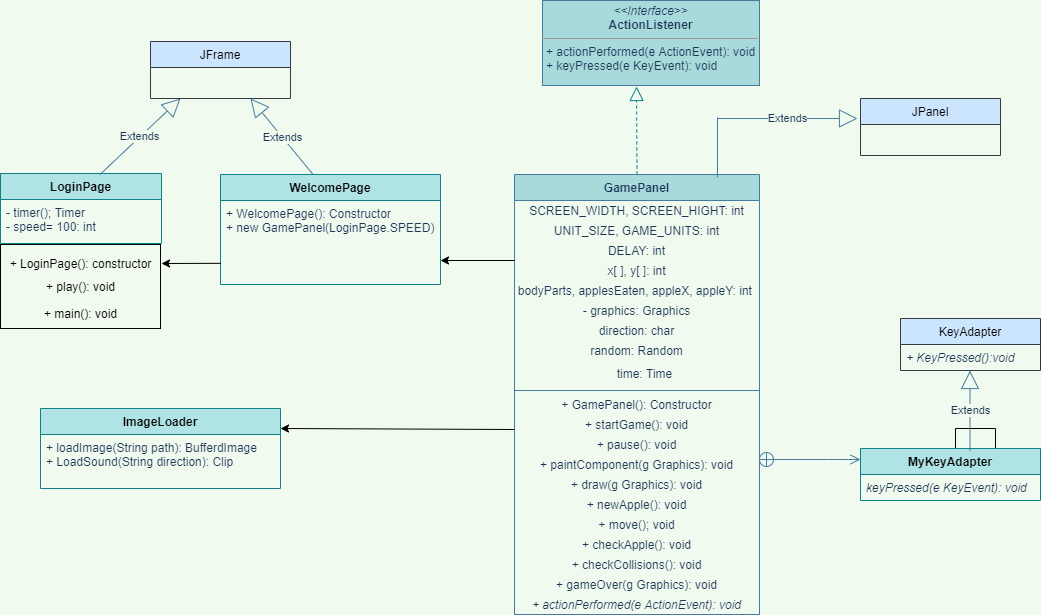 <<Interface>>
ActionListener
+ actionPerformed(e ActionEvent): void
+ keyPressed(e KeyEvent): void
JFrame
Extends
Extends
Extends
JPanel
LoginPage
- timer(); Timer
- speed= 100: int
+ LoginPage(): constructor
+ play(): void
+ main(): void
WelcomePage
+ WelcomePage(): Constructor
+ new GamePanel(LoginPage.SPEED)
GamePanel
SCREEN_WIDTH, SCREEN_HIGHT: int
UNIT_SIZE, GAME_UNITS: int
DELAY: int
x[ ], y[ ]: int
bodyParts, applesEaten, appleX, appleY: int
- graphics: Graphics
direction: char
random: Random
time: Time
+ GamePanel(): Constructor
+ startGame(): void
+ pause(): void
+ paintComponent(g Graphics): void
+ draw(g Graphics): void
+ newApple(): void
+ move(); void
+ checkApple(): void
+ checkCollisions(): void
+ gameOver(g Graphics): void
+ actionPerformed(e ActionEvent): void
ImageLoader
+ loadImage(String path): BufferdImage
+ LoadSound(String direction): Clip
KeyAdapter
+ KeyPressed():void
Extends
MyKeyAdapter
keyPressed(e KeyEvent): void